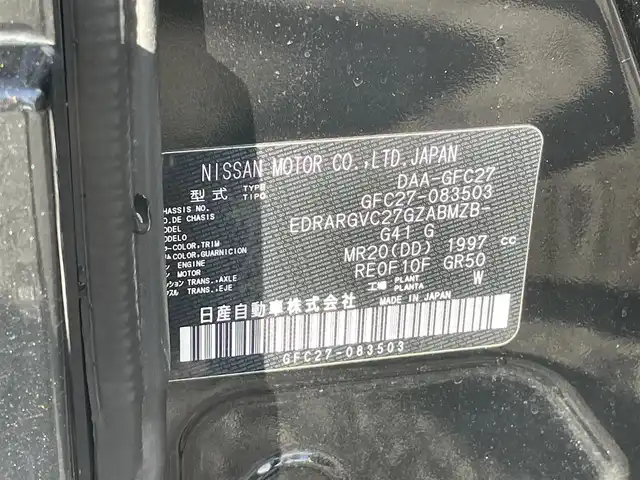 NISSAN MOTOR CO.,LTD.JAPAN
型式 TYPE TIPO DAA-GFC27
CHASSIS NO. GFC27-083503
O.DE CHASIS
MODEL EDRARGVC27GZABMZB-
MODELO
COLOR,TRIM G41 G
COLOR,GUARNICION
ENGINE MR20(DD) 1997 cc
MOTOR
TRANS.,AXLE RE0F10F GR50
TRANS.,EJE 工場 PLANT PLANTA W
日産自動車株式会社 MADE IN JAPAN
GFC27-083503